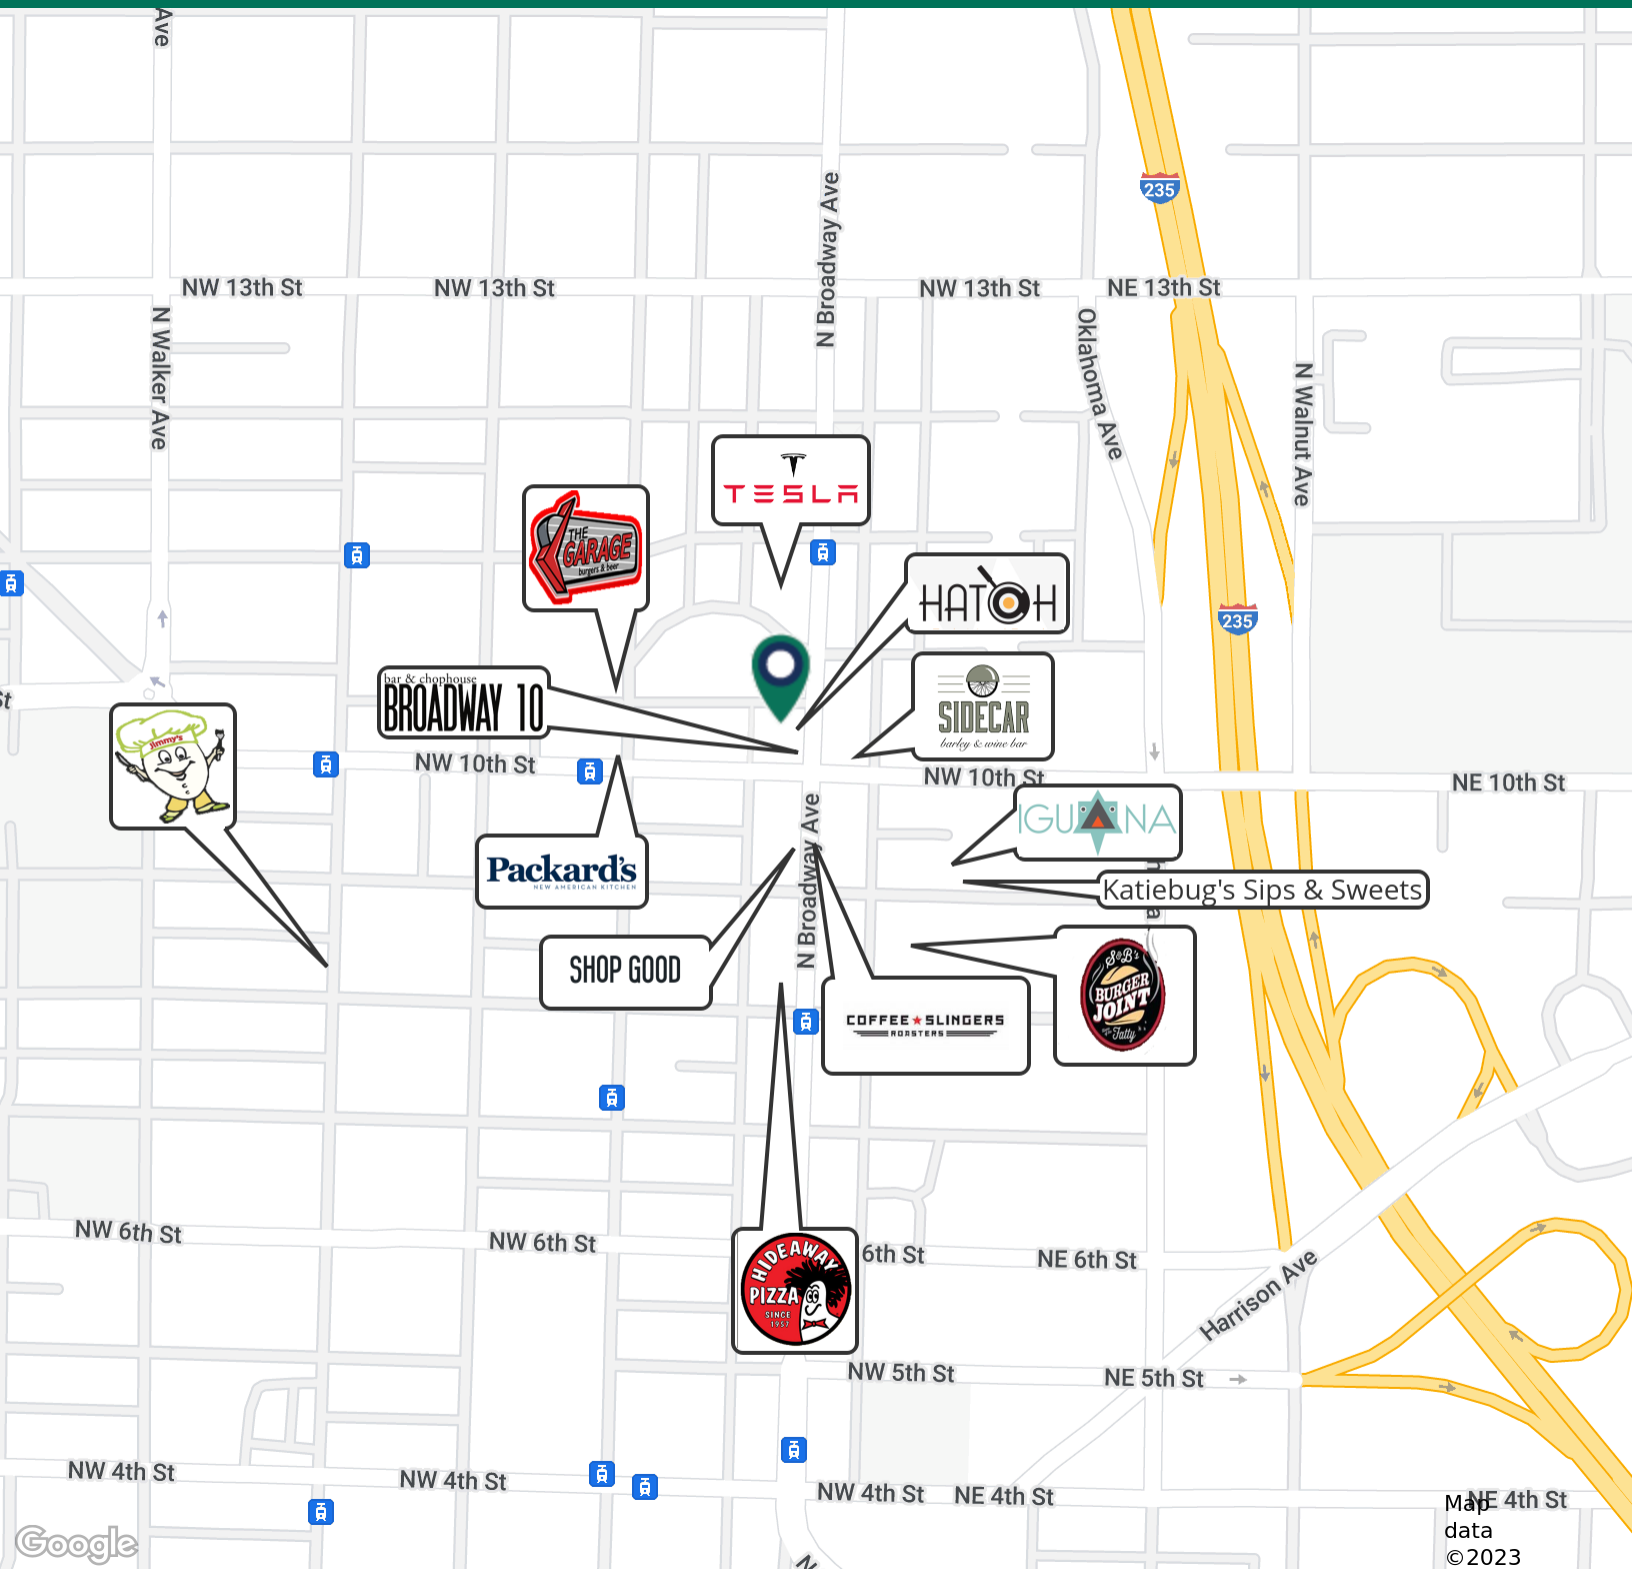 Ave
235
N Broadway Ave
NW 13th St
NW 13th St
NW 13th St
NE 13th St
N Walker Ave
Oklahoma Ave
N Walnut Ave
TESLA
THE
GARAGE
burgers & beer
HATCH
235
bar & chophouse
BROADWAY 10
SIDECAR
barley & wine bar
St
Jimmy's
NW 10th St
NW 10th St
NE 10th St
IGUANA
Packard's
NEW AMERICAN KITCHEN
N Broadway Ave
Katiebug's Sips & Sweets
SHOP GOOD
S&B's
BURGER
JOINT
Fatty
COFFEE★SLINGERS
ROASTERS
NW 6th St
NW 6th St
6th St
NE 6th St
HIDEAWAY
PIZZA
SINCE
1957
Harrison Ave
NW 5th St
NE 5th St
NW 4th St
NW 4th St
NW 4th St
NE 4th St
NE 4th St
Map
data
©2023
Google
N